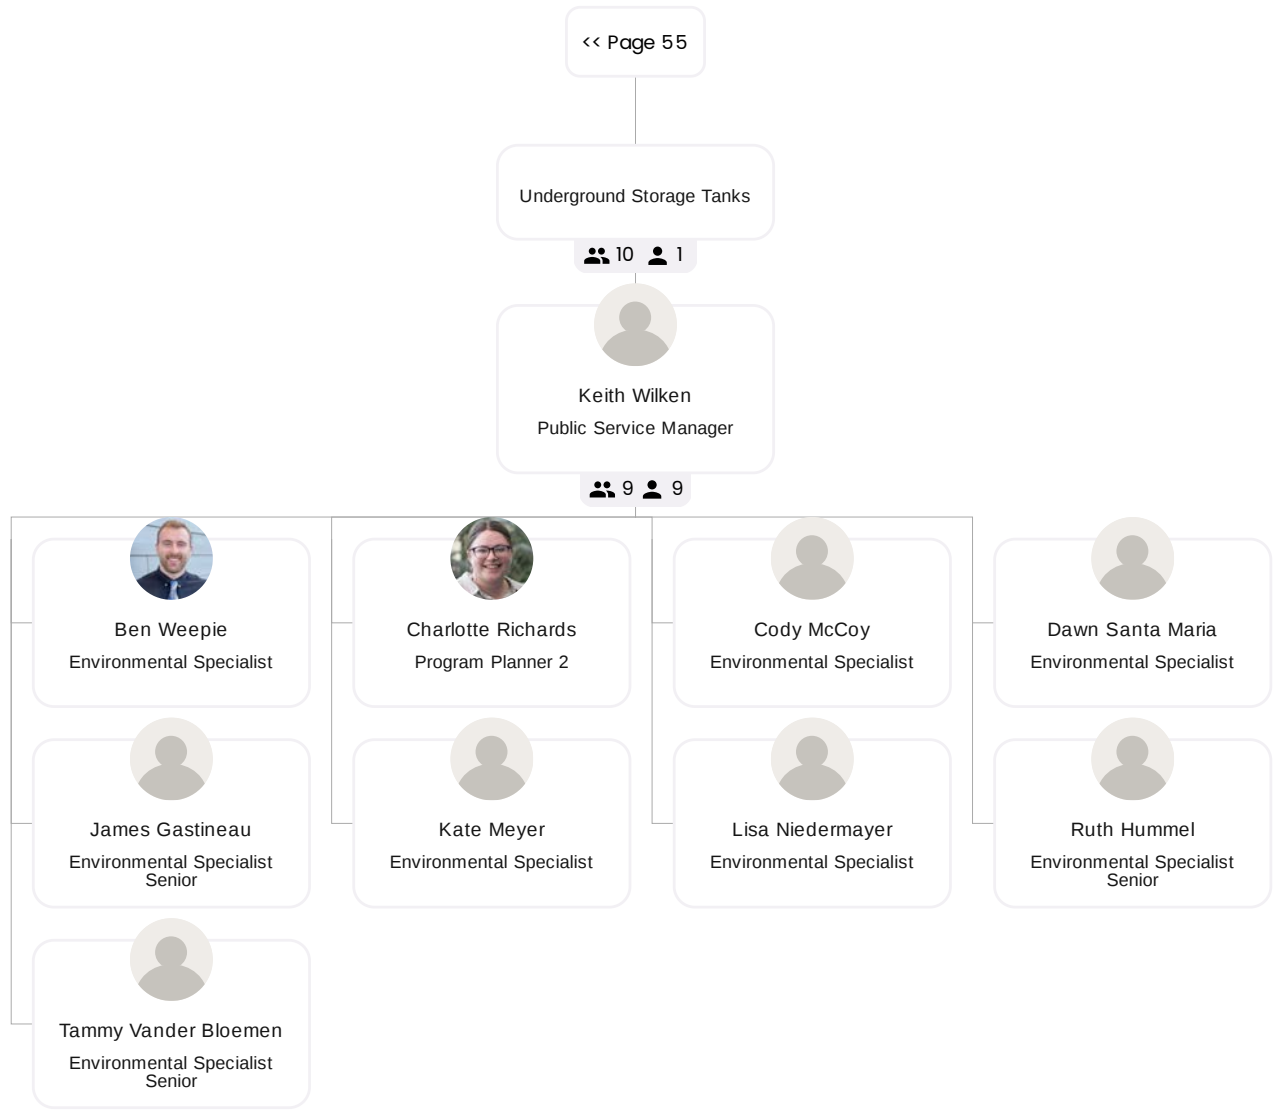 << Page 55
Underground Storage Tanks
10 1
Keith Wilken
Public Service Manager
9 9
Ben Weepie
Environmental Specialist
Charlotte Richards
Program Planner 2
Cody McCoy
Environmental Specialist
Dawn Santa Maria
Environmental Specialist
James Gastineau
Environmental Specialist
Senior
Kate Meyer
Environmental Specialist
Lisa Niedermayer
Environmental Specialist
Ruth Hummel
Environmental Specialist
Senior
Tammy Vander Bloemen
Environmental Specialist
Senior